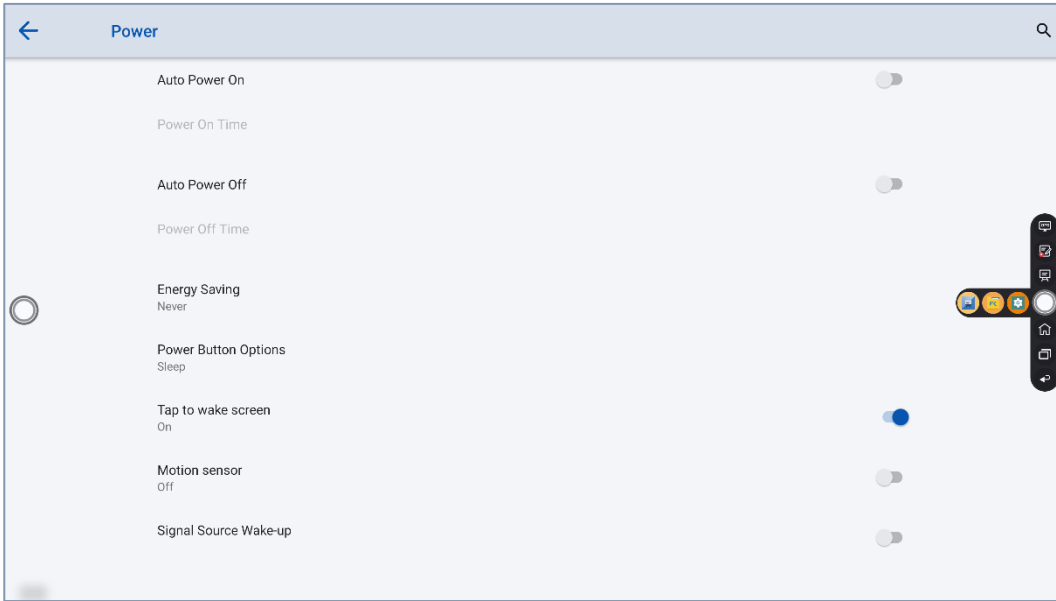 Power
Auto Power On
Power On Time
Auto Power Off
Power Off Time
Energy Saving
Never
Power Button Options
Sleep
Tap to wake screen
On
Motion sensor
Off
Signal Source Wake-up